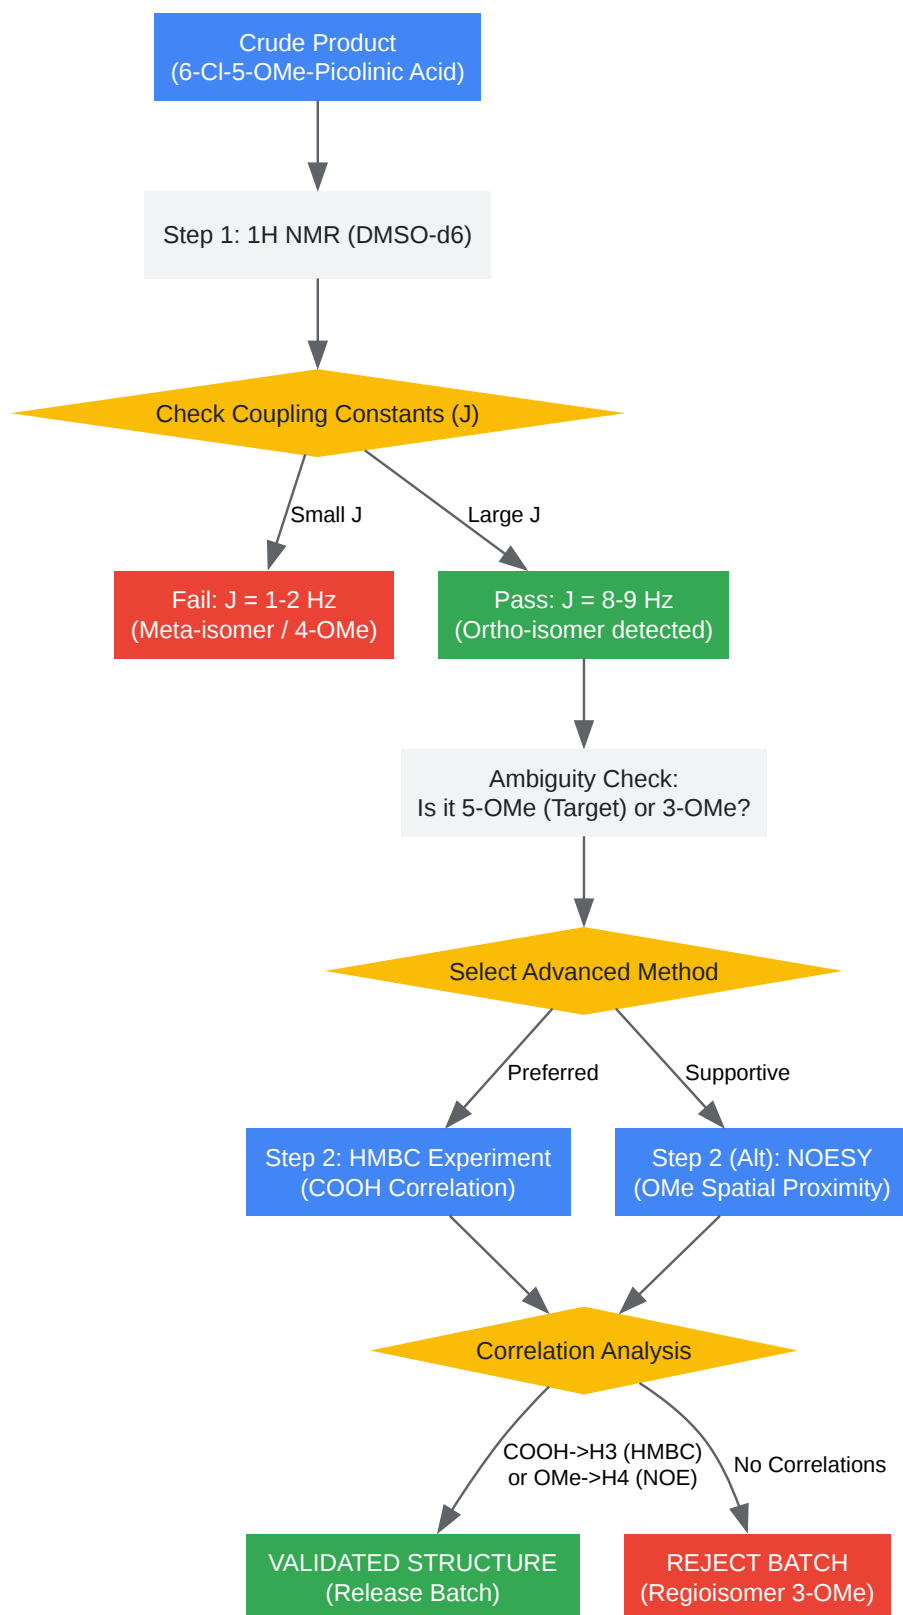 Crude Product
(6-Cl-5-OMe-Picolinic Acid)
Step 1: 1H NMR (DMSO-d6)
Check Coupling Constants (J)
Small J
Large J
Fail: J = 1-2 Hz
(Meta-isomer / 4-OMe)
Pass: J = 8-9 Hz
(Ortho-isomer detected)
Ambiguity Check:
Is it 5-OMe (Target) or 3-OMe?
Select Advanced Method
Preferred
Supportive
Step 2: HMBC Experiment
(COOH Correlation)
Step 2 (Alt): NOESY
(OMe Spatial Proximity)
Correlation Analysis
COOH->H3 (HMBC)
or OMe->H4 (NOE)
No Correlations
VALIDATED STRUCTURE
(Release Batch)
REJECT BATCH
(Regioisomer 3-OMe)